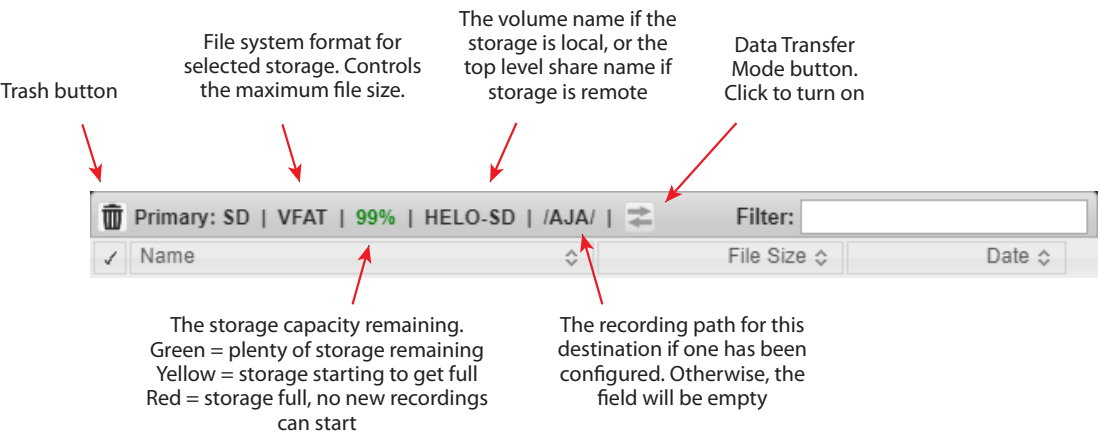 Trash button
File system format for
selected storage. Controls
the maximum file size.
The volume name if the
storage is local, or the
top level share name if
storage is remote
Data Transfer
Mode button.
Click to turn on
Primary: SD | VFAT | 99% | HELO-SD | /AJA/ | Filter:
✓ Name File Size Date
The storage capacity remaining.
Green = plenty of storage remaining
Yellow = storage starting to get full
Red = storage full, no new recordings
can start
The recording path for this
destination if one has been
configured. Otherwise, the
field will be empty